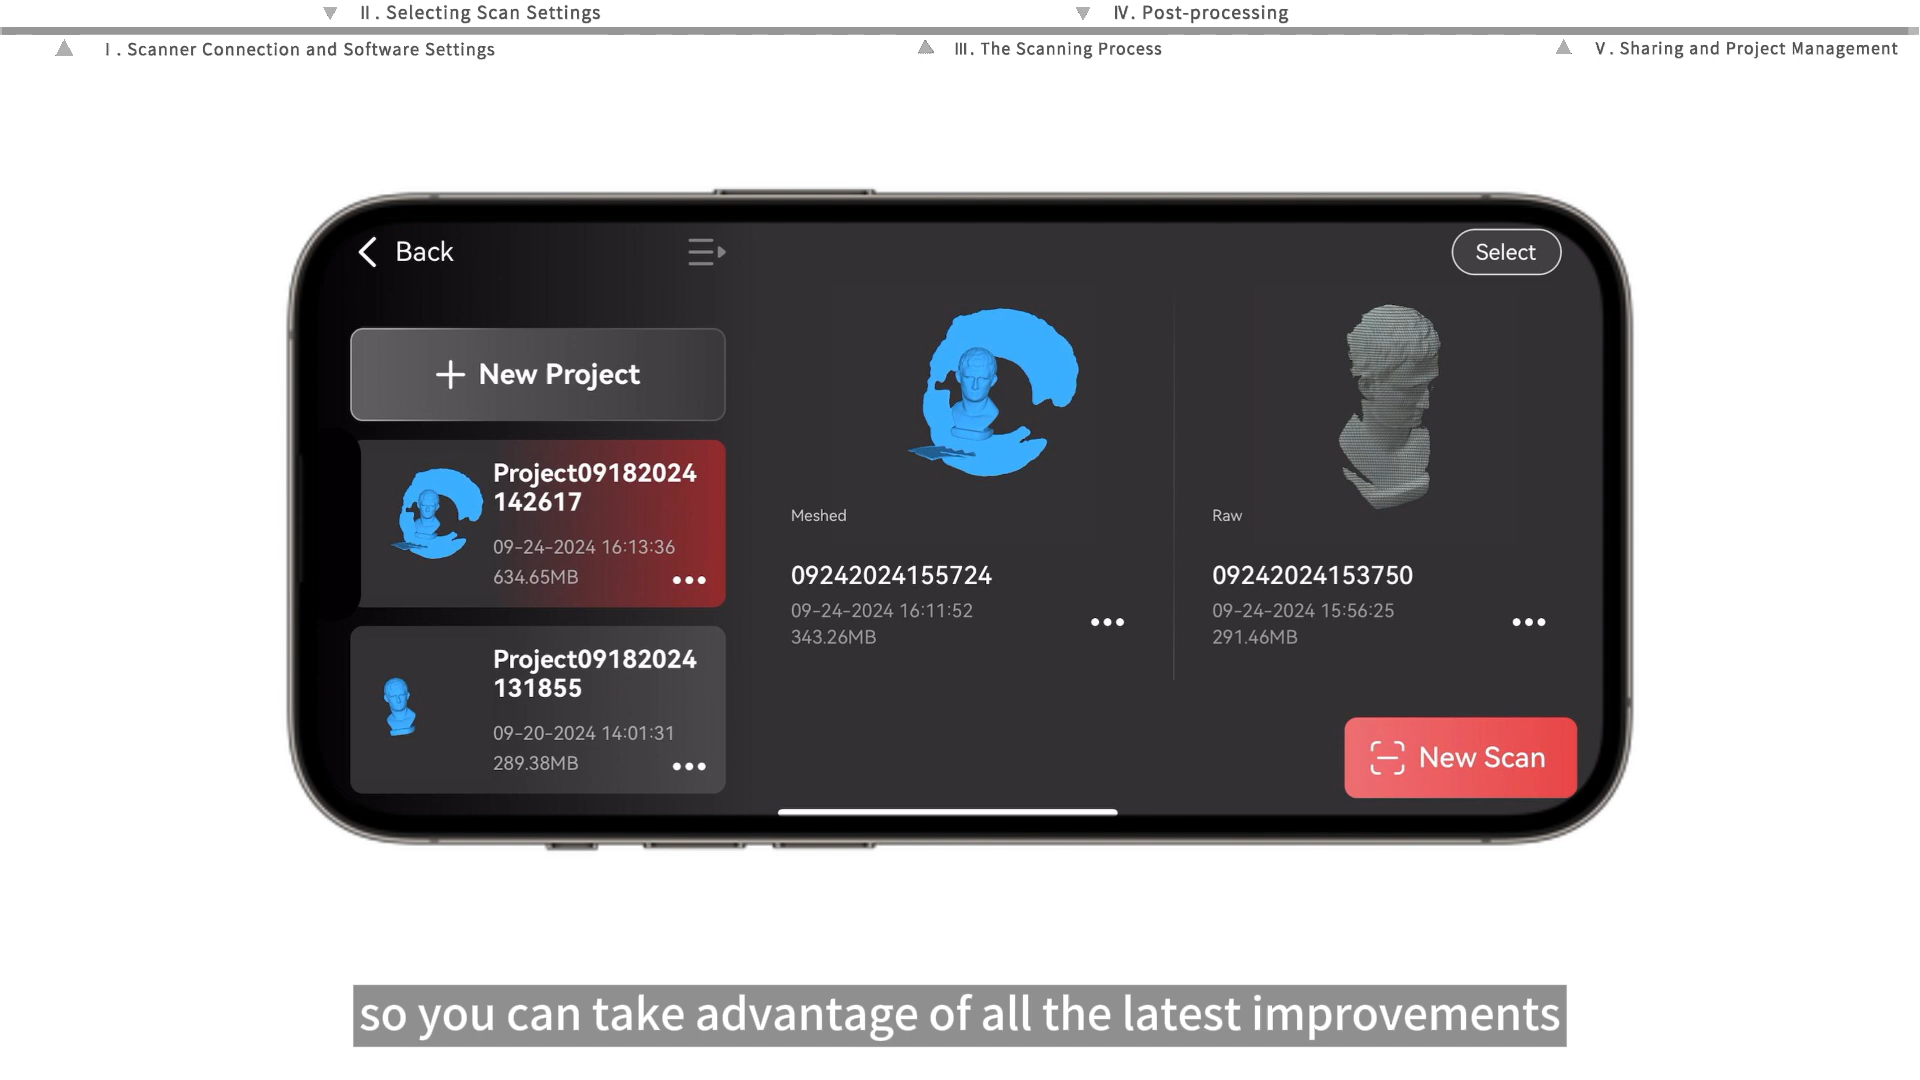 II . Selecting Scan Settings
IV . Post-processing
I . Scanner Connection and Software Settings
III . The Scanning Process
V . Sharing and Project Management
Back
Select
New Project
Project09182024
142617
09-24-2024 16:13:36
634.65MB
Project09182024
131855
09-20-2024 14:01:31
289.38MB
Meshed
09242024155724
09-24-2024 16:11:52
343.26MB
Raw
09242024153750
09-24-2024 15:56:25
291.46MB
New Scan
so you can take advantage of all the latest improvements